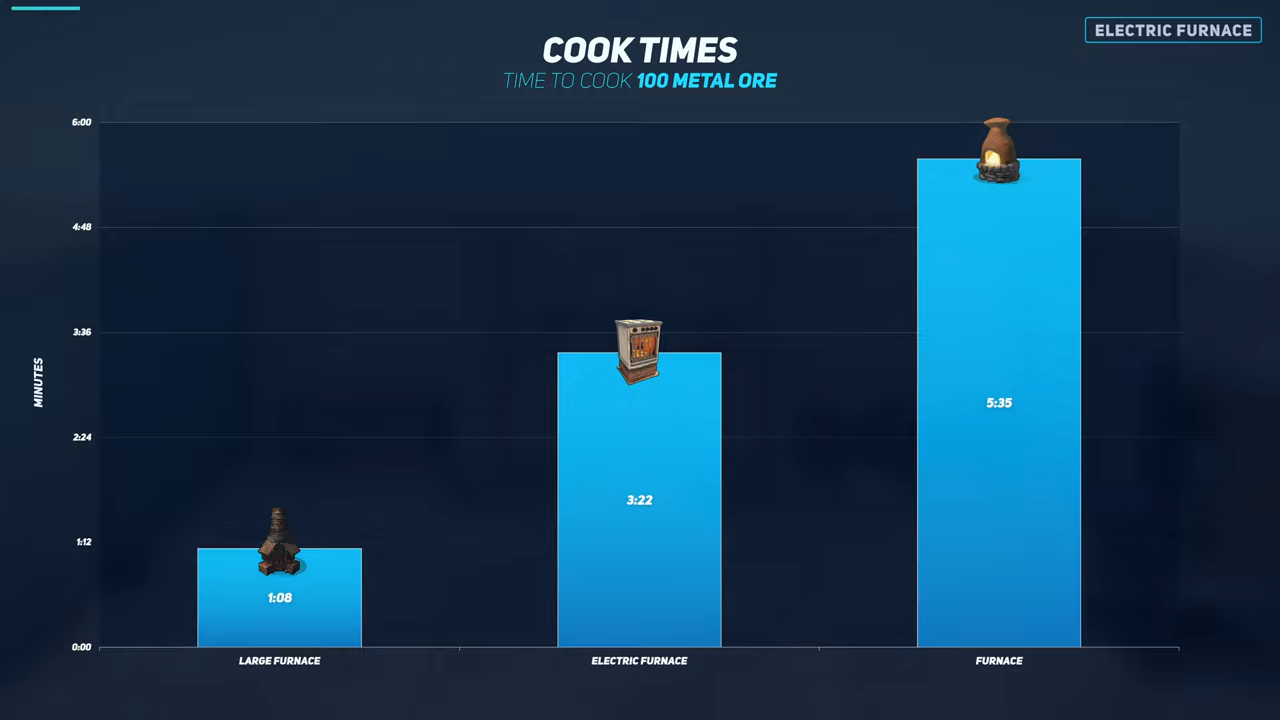 ELECTRIC FURNACE
COOK TIMES
TIME TO COOK 100 METAL ORE
6:00
4:48
3:36
2:24
1:12
0:00
MINUTES
1:08
3:22
5:35
LARGE FURNACE
ELECTRIC FURNACE
FURNACE